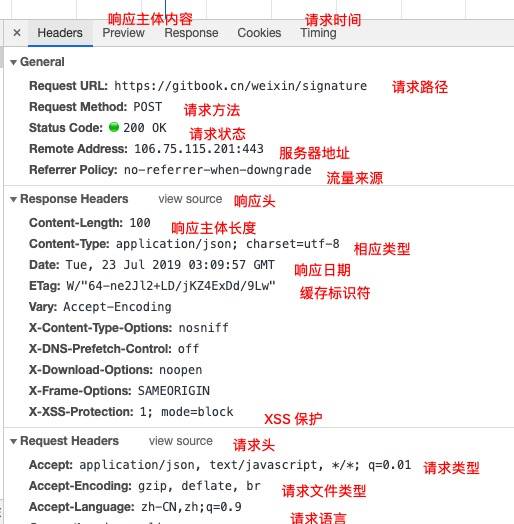 响应主体内容 请求时间
× Headers Preview Response Cookies Timing
▼ General
Request URL: https://gitbook.cn/weixin/signature 请求路径
Request Method: POST 请求方法
Status Code: 200 OK 请求状态
Remote Address: 106.75.115.201:443 服务器地址
Referrer Policy: no-referrer-when-downgrade 流量来源
▼ Response Headers view source 响应头
Content-Length: 100 响应主体长度
Content-Type: application/json; charset=utf-8 相应类型
Date: Tue, 23 Jul 2019 03:09:57 GMT 响应日期
ETag: W/"64-ne2Jl2+LD/jKZ4ExDd/9Lw" 缓存标识符
Vary: Accept-Encoding
X-Content-Type-Options: nosniff
X-DNS-Prefetch-Control: off
X-Download-Options: noopen
X-Frame-Options: SAMEORIGIN
X-XSS-Protection: 1; mode=block XSS 保护
▼ Request Headers view source 请求头
Accept: application/json, text/javascript, */*; q=0.01 请求类型
Accept-Encoding: gzip, deflate, br 请求文件类型
Accept-Language: zh-CN,zh;q=0.9 请求语言